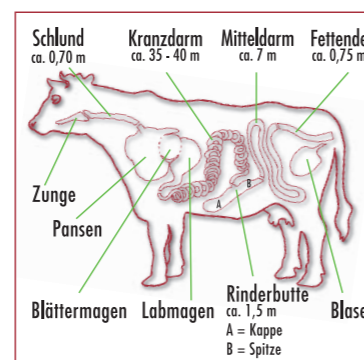 Schlund
ca. 0,70 m
Kranzdarm
ca. 35 - 40 m
Mitteldarm
ca. 7 m
Fettende
ca. 0,75 m
Zunge
Pansen
Blättermagen
Labmagen
Rinderbutte
ca. 1,5 m
A = Kappe
B = Spitze
Blase
A
B